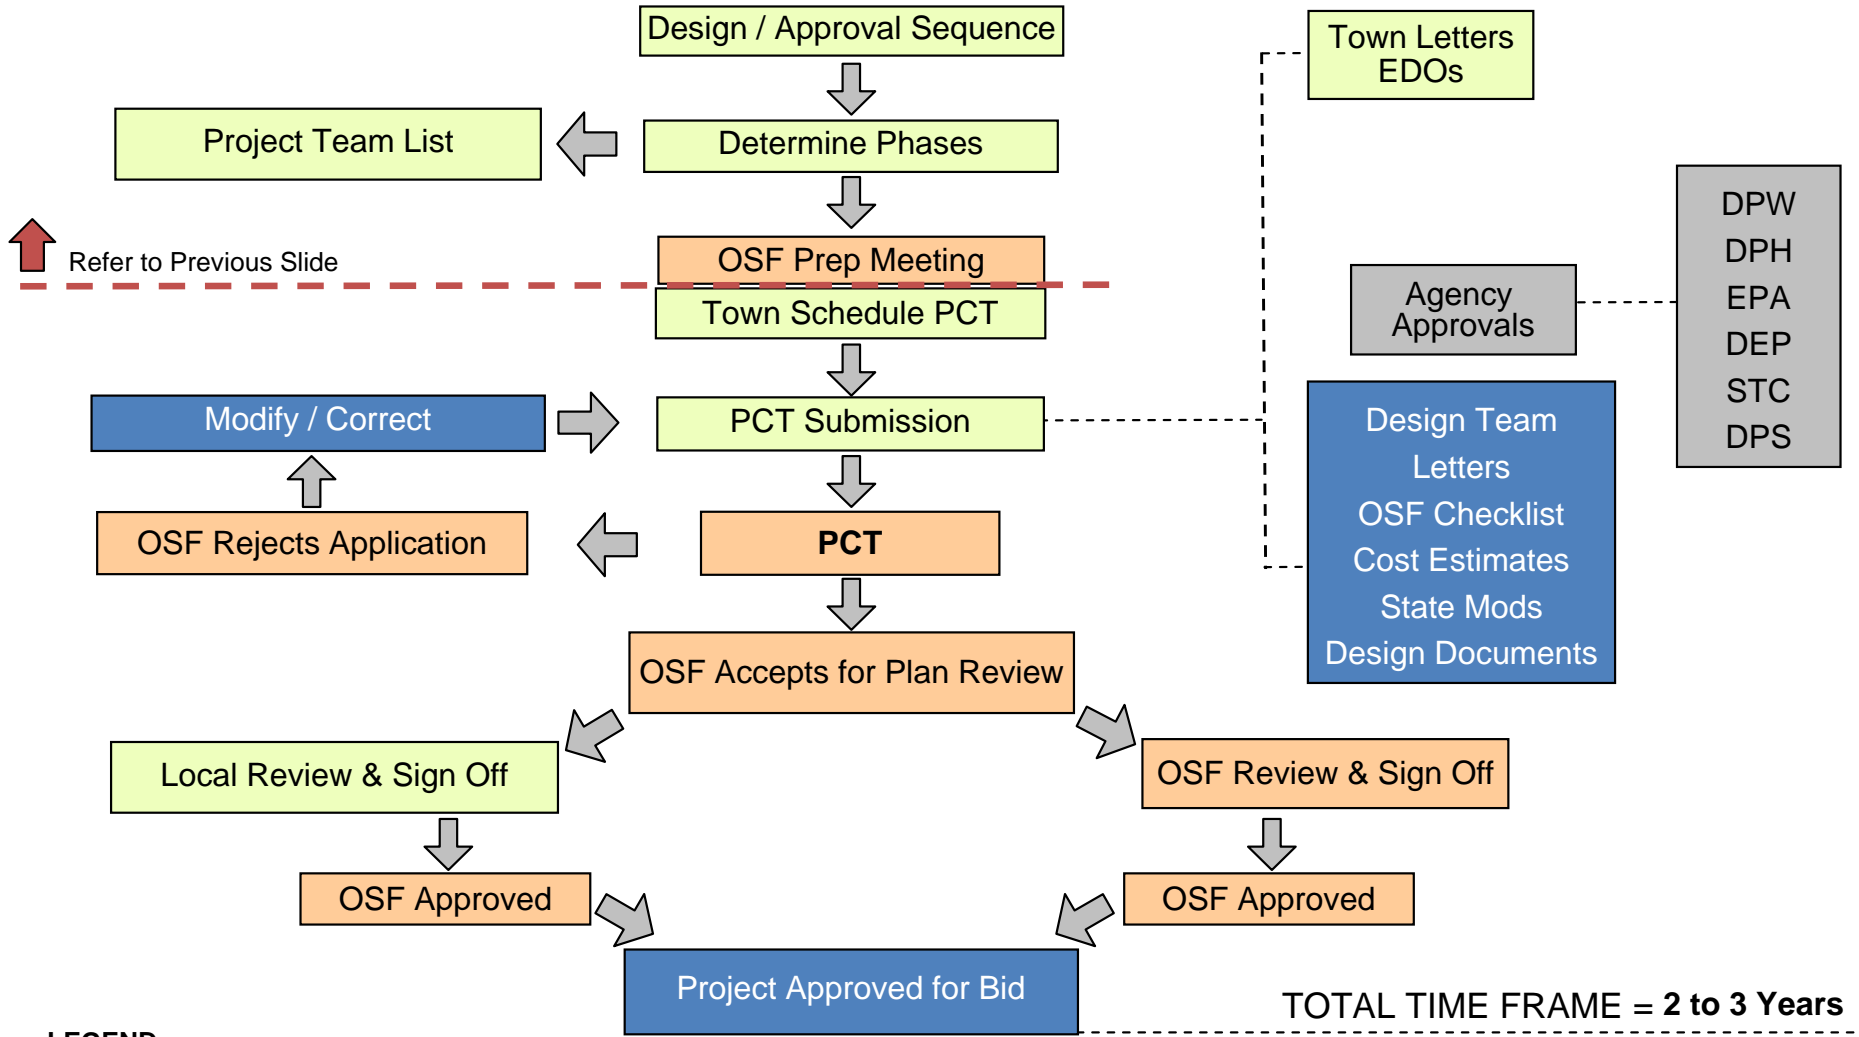 Design / Approval Sequence
Town Letters
EDOs
Project Team List
Determine Phases
Refer to Previous Slide
OSF Prep Meeting
Town Schedule PCT
Agency
Approvals
DPW
DPH
EPA
DEP
STC
DPS
Modify / Correct
PCT Submission
Design Team
Letters
OSF Checklist
Cost Estimates
State Mods
Design Documents
OSF Rejects Application
PCT
OSF Accepts for Plan Review
Local Review & Sign Off
OSF Review & Sign Off
OSF Approved
OSF Approved
Project Approved for Bid
TOTAL TIME FRAME = 2 to 3 Years
LEGEND